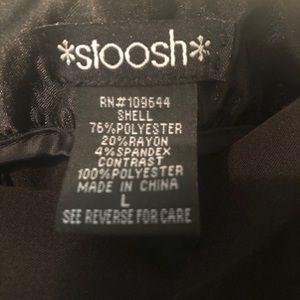 *stoosh*
RN#109644
SHELL
76%POLYESTER
20%RAYON
4%SPANDEX
CONTRAST
100%POLYESTER
MADE IN CHINA
L
SEE REVERSE FOR CARE